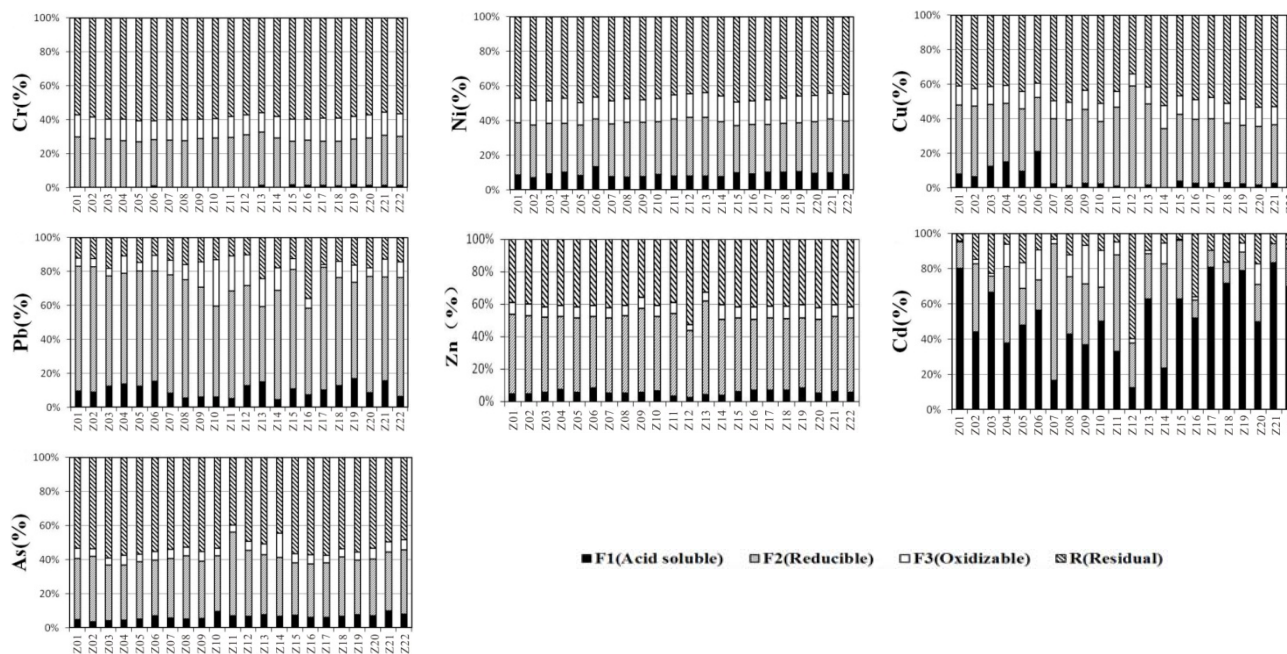 Cr(%)
100%
80%
60%
40%
20%
0%
Z01 Z02 Z03 Z04 Z05 Z06 Z07 Z08 Z09 Z10 Z11 Z12 Z13 Z14 Z15 Z16 Z17 Z18 Z19 Z20 Z21 Z22
Ni(%)
100%
80%
60%
40%
20%
0%
Z01 Z02 Z03 Z04 Z05 Z06 Z07 Z08 Z09 Z10 Z11 Z12 Z13 Z14 Z15 Z16 Z17 Z18 Z19 Z20 Z21 Z22
Cu(%)
100%
80%
60%
40%
20%
0%
Z01 Z02 Z03 Z04 Z05 Z06 Z07 Z08 Z09 Z10 Z11 Z12 Z13 Z14 Z15 Z16 Z17 Z18 Z19 Z20 Z21
Pb(%)
100%
80%
60%
40%
20%
0%
Z01 Z02 Z03 Z04 Z05 Z06 Z07 Z08 Z09 Z10 Z11 Z12 Z13 Z14 Z15 Z16 Z17 Z18 Z19 Z20 Z21 Z22
Zn（%）
100%
80%
60%
40%
20%
0%
Z01 Z02 Z03 Z04 Z05 Z06 Z07 Z08 Z09 Z10 Z11 Z12 Z13 Z14 Z15 Z16 Z17 Z18 Z19 Z20 Z21 Z22
Cd(%)
100%
80%
60%
40%
20%
0%
Z01 Z02 Z03 Z04 Z05 Z06 Z07 Z08 Z09 Z10 Z11 Z12 Z13 Z14 Z15 Z16 Z17 Z18 Z19 Z20 Z21
As(%)
100%
80%
60%
40%
20%
0%
Z01 Z02 Z03 Z04 Z05 Z06 Z07 Z08 Z09 Z10 Z11 Z12 Z13 Z14 Z15 Z16 Z17 Z18 Z19 Z20 Z21 Z22
F1(Acid soluble) F2(Reducible) F3(Oxidizable) R(Residual)